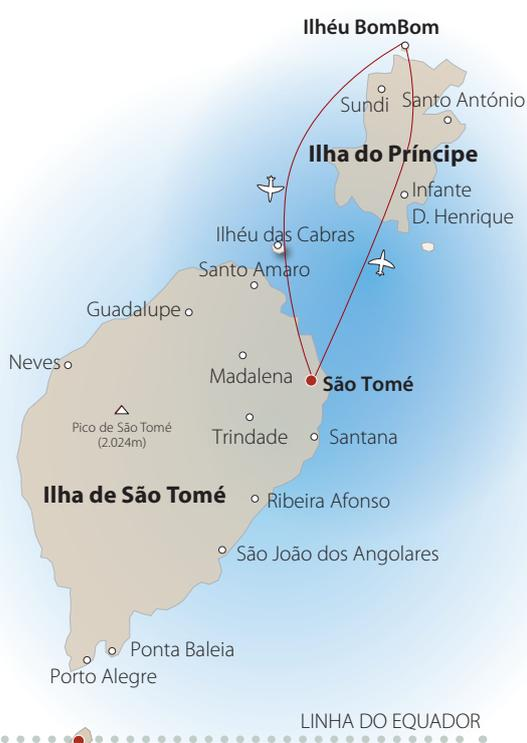 Ilhéu BomBom
Sundi
Santo António
Ilha do Príncipe
Infante
D. Henrique
Ilhéu das Cabras
Santo Amaro
Guadalupe
Neves
Madalena
São Tomé
Pico de São Tomé
(2.024m)
Trindade
Santana
Ilha de São Tomé
Ribeira Afonso
São João dos Angolares
Ponta Baleia
Porto Alegre
LINHA DO EQUADOR